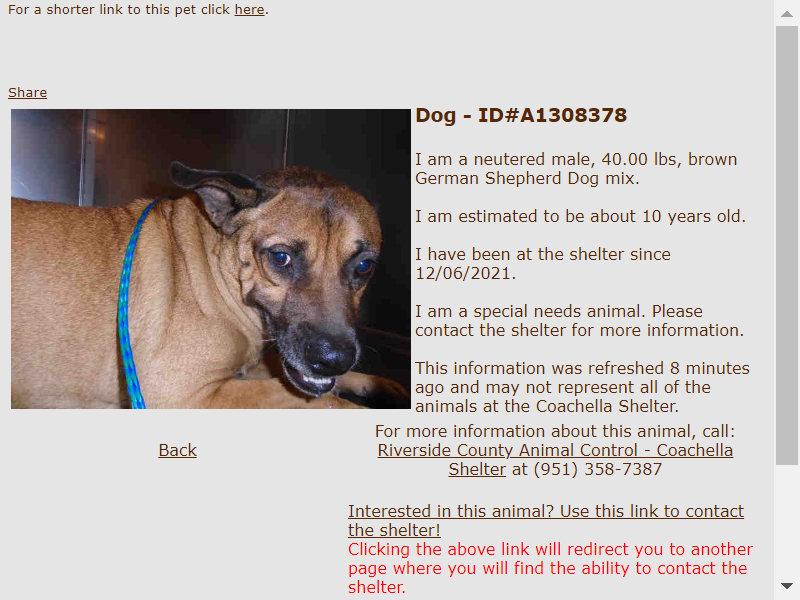 For a shorter link to this pet click here.
Share
Dog - ID#A1308378
I am a neutered male, 40.00 lbs, brown
German Shepherd Dog mix.
I am estimated to be about 10 years old.
I have been at the shelter since
12/06/2021.
I am a special needs animal. Please
contact the shelter for more information.
This information was refreshed 8 minutes
ago and may not represent all of the
animals at the Coachella Shelter.
Back
For more information about this animal, call:
Riverside County Animal Control - Coachella
Shelter at (951) 358-7387
Interested in this animal? Use this link to contact
the shelter!
Clicking the above link will redirect you to another
page where you will find the ability to contact the
shelter.